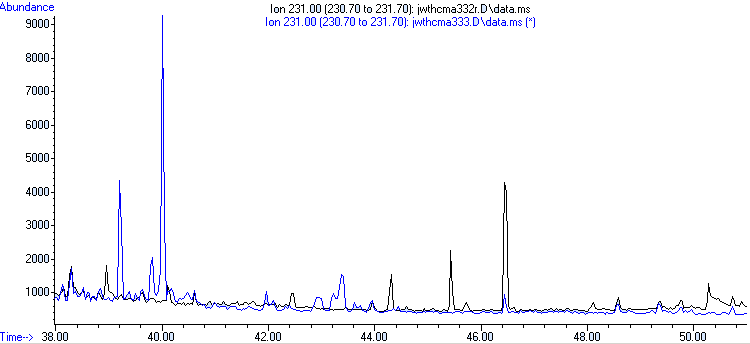 Abundance
Ion 231.00 (230.70 to 231.70): jwthcma332r.D\data.ms
Ion 231.00 (230.70 to 231.70): jwthcma333.D\data.ms (*)
9000
8000
7000
6000
5000
4000
3000
2000
1000
38.00 40.00 42.00 44.00 46.00 48.00 50.00
Time-->